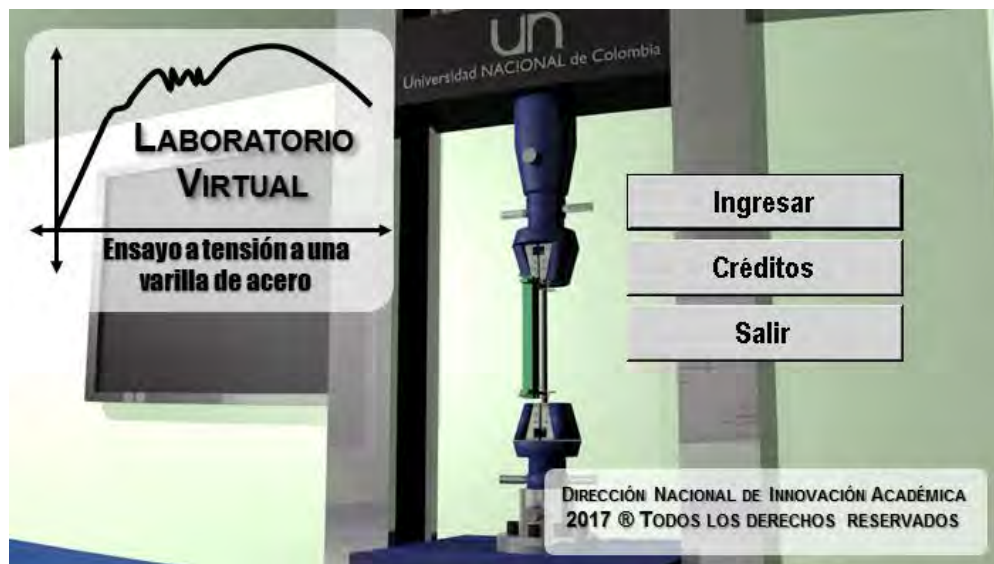 un
Universidad NACIONAL de Colombia
LABORATORIO
VIRTUAL
Ensayo a tensión a una
varilla de acero
Ingresar
Créditos
Salir
DIRECCIÓN NACIONAL DE INNOVACIÓN ACADÉMICA
2017 ® TODOS LOS DERECHOS RESERVADOS